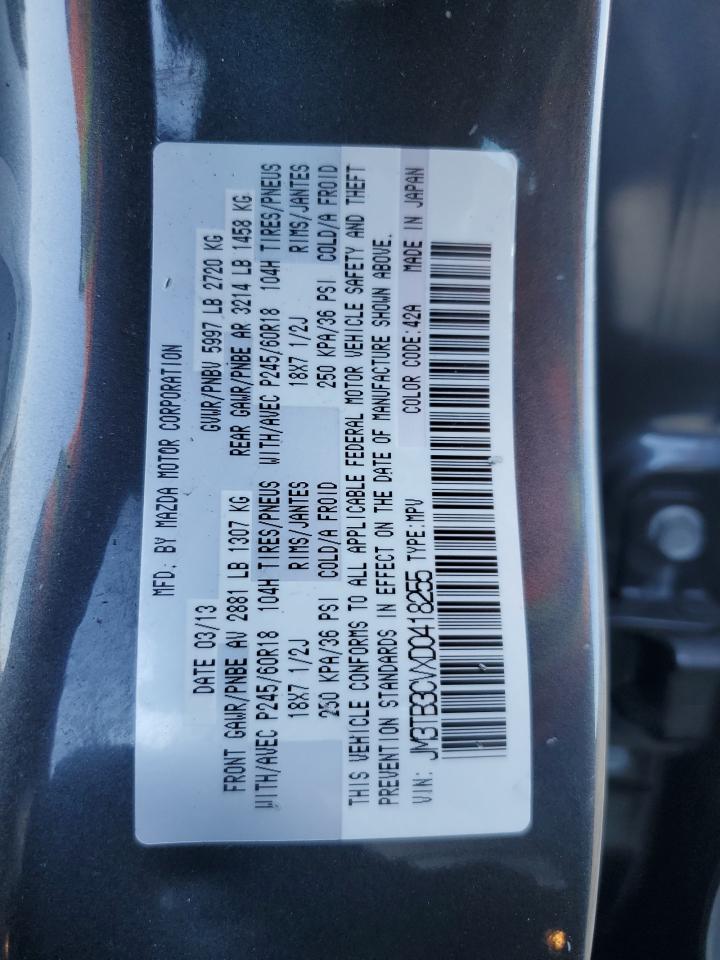 MFD. BY MAZDA MOTOR CORPORATION
DATE 03/13 GVWR/PNBV 5997 LB 2720 KG
FRONT GAWR/PNBE AV 2881 LB 1307 KG REAR GAWR/PNBE AR 3214 LB 1458 KG
WITH/AVEC P245/60R18 104H TIRES/PNEUS WITH/AVEC P245/60R18 104H TIRES/PNEUS
18X7 1/2J RIMS/JANTES 18X7 1/2J RIMS/JANTES
250 KPA/36 PSI COLD/A FROID 250 KPA/36 PSI COLD/A FROID
THIS VEHICLE CONFORMS TO ALL APPLICABLE FEDERAL MOTOR VEHICLE SAFETY AND THEFT
PREVENTION STANDARDS IN EFFECT ON THE DATE OF MANUFACTURE SHOWN ABOVE.
VIN: JM3TB3CVXD0418255 TYPE:MPV COLOR CODE:42A MADE IN JAPAN